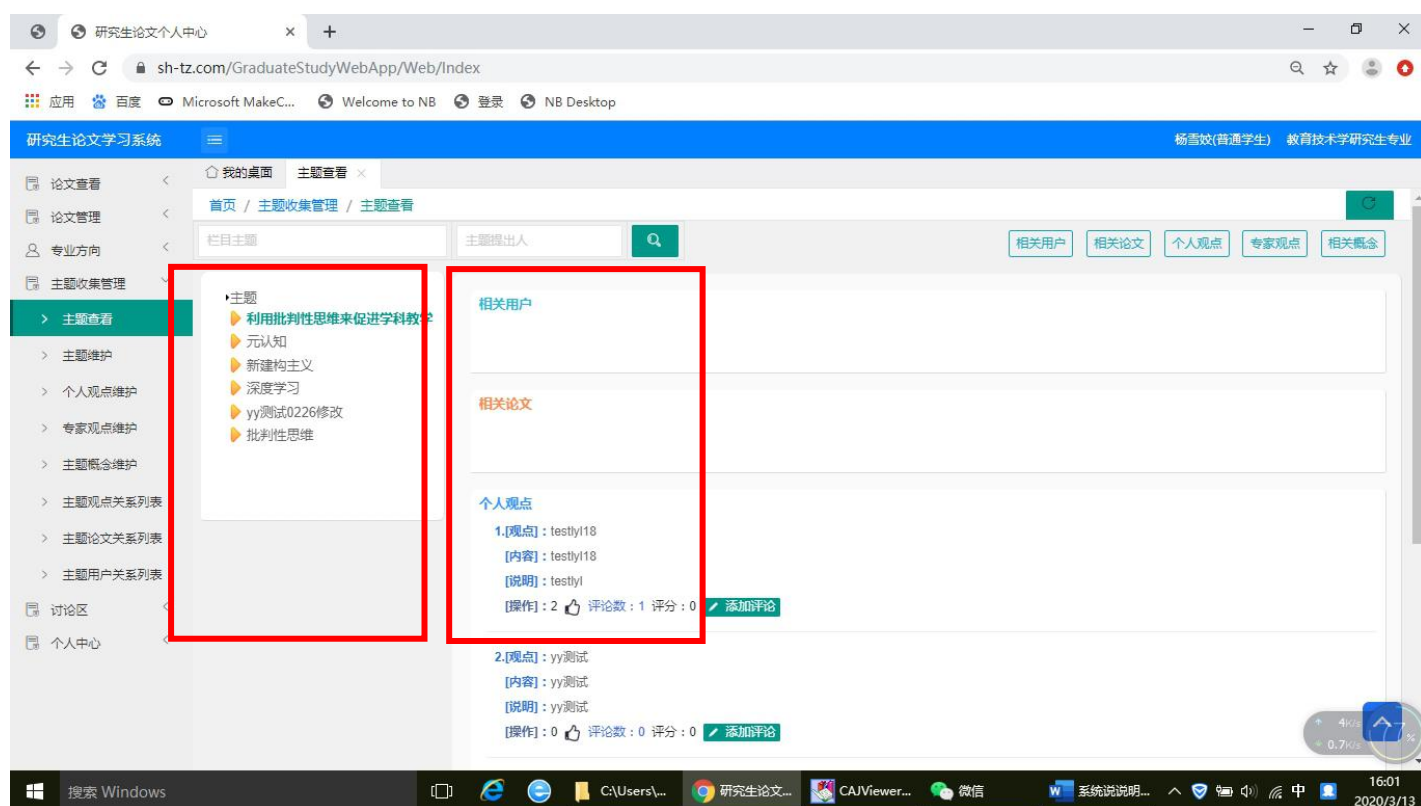 研究生论文个人中心
sh-tz.com/GraduateStudyWebApp/Web/Index
应用 百度 Microsoft MakeC... Welcome to NB 登录 NB Desktop
研究生论文学习系统 杨雪姣(普通学生) 教育技术学研究生专业
论文查看
论文管理
专业方向
主题收集管理
主题查看
主题维护
个人观点维护
专家观点维护
主题概念维护
主题观点关系列表
主题论文关系列表
主题用户关系列表
讨论区
个人中心
我的桌面 主题查看
首页 / 主题收集管理 / 主题查看
栏目主题 主题提出人 相关用户 相关论文 个人观点 专家观点 相关概念
主题
利用批判性思维来促进学科教学
元认知
新建构主义
深度学习
yy测试0226修改
批判性思维
相关用户
相关论文
个人观点
1.[观点]：testlyl18
[内容]：testlyl18
[说明]：testlyl
[操作]：2 评论数：1 评分：0 添加评论
2.[观点]：yy测试
[内容]：yy测试
[说明]：yy测试
[操作]：0 评论数：0 评分：0 添加评论
4K/s
0.7K/s
搜索 Windows C:\Users\... 研究生论文... CAJViewer... 微信 系统说说明... 中 16:01
2020/3/13